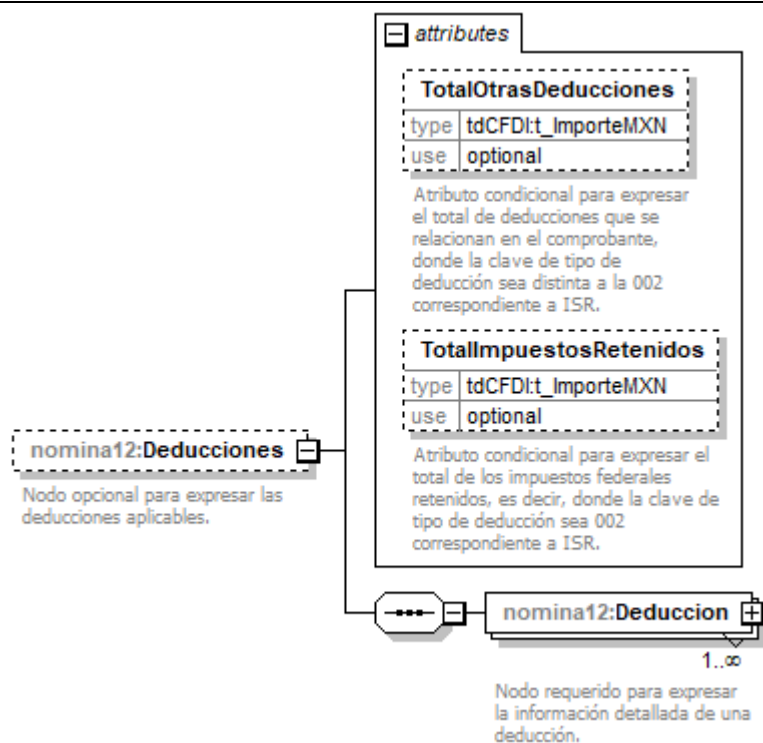 attributes
TotalOtrasDeducciones
type tdCFDI:t_ImporteMXN
use optional
Atributo condicional para expresar
el total de deducciones que se
relacionan en el comprobante,
donde la clave de tipo de
deducción sea distinta a la 002
correspondiente a ISR.
TotalImpuestosRetenidos
type tdCFDI:t_ImporteMXN
use optional
Atributo condicional para expresar el
total de los impuestos federales
retenidos, es decir, donde la clave de
tipo de deducción sea 002
correspondiente a ISR.
nomina12:Deducciones
Nodo opcional para expresar las
deducciones aplicables.
nomina12:Deduccion
1..∞
Nodo requerido para expresar
la información detallada de una
deducción.